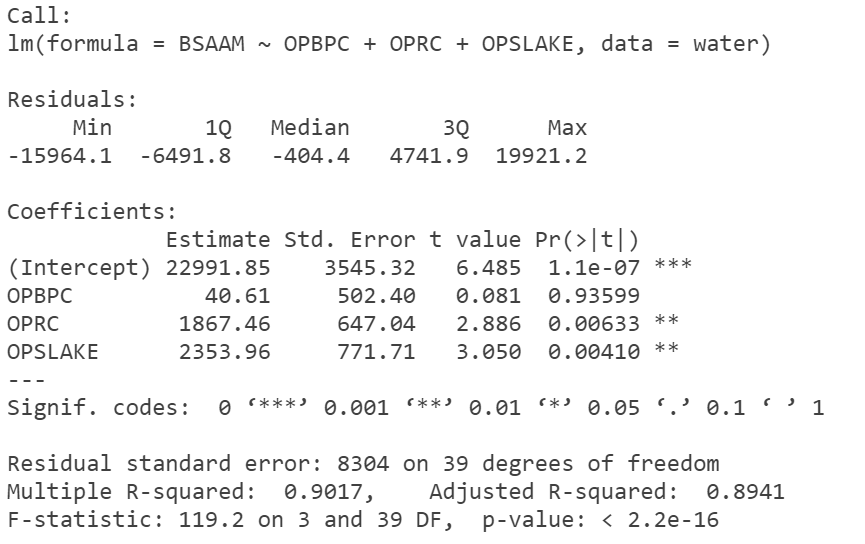 Call:
lm(formula = BSAAM ~ OPBPC + OPRC + OPSLAKE, data = water)
Residuals:
Min 1Q Median 3Q Max
-15964.1 -6491.8 -404.4 4741.9 19921.2
Coefficients:
Estimate Std. Error t value Pr(>|t|)
(Intercept) 22991.85 3545.32 6.485 1.1e-07 ***
OPBPC 40.61 502.40 0.081 0.93599
OPRC 1867.46 647.04 2.886 0.00633 **
OPSLAKE 2353.96 771.71 3.050 0.00410 **
---
Signif. codes: 0 ‘***’ 0.001 ‘**’ 0.01 ‘*’ 0.05 ‘.’ 0.1 ‘ ’ 1
Residual standard error: 8304 on 39 degrees of freedom
Multiple R-squared: 0.9017, Adjusted R-squared: 0.8941
F-statistic: 119.2 on 3 and 39 DF, p-value: < 2.2e-16